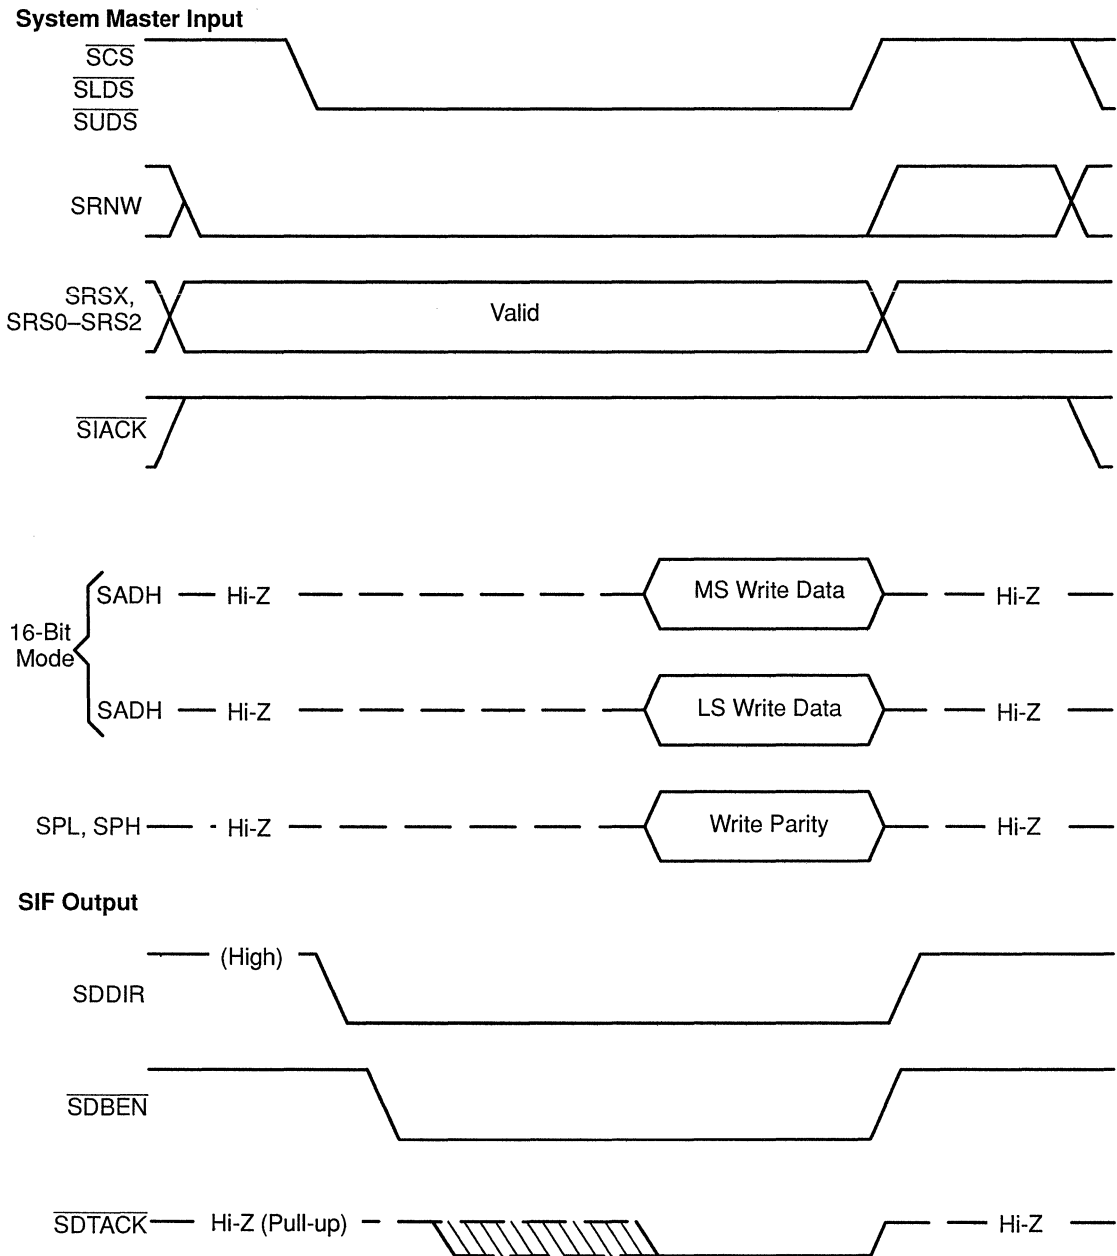 System Master Input
SCS
SLDS
SUDS
SRNW
SRSX,
SRS0–SRS2
Valid
SIACK
16-Bit
Mode
SADH
Hi-Z
MS Write Data
Hi-Z
SADH
Hi-Z
LS Write Data
Hi-Z
SPL, SPH
Hi-Z
Write Parity
Hi-Z
SIF Output
(High)
SDDIR
SDBEN
SDTACK
Hi-Z (Pull-up)
Hi-Z